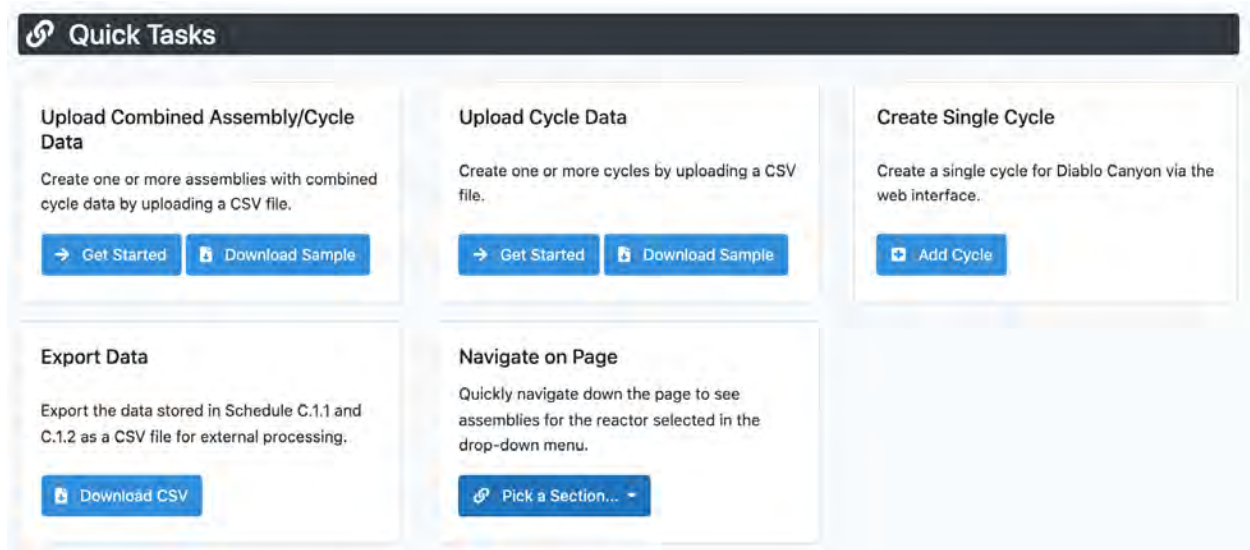 Quick Tasks
Upload Combined Assembly/Cycle
Data
Create one or more assemblies with combined
cycle data by uploading a CSV file.
Get Started
Download Sample
Upload Cycle Data
Create one or more cycles by uploading a CSV
file.
Get Started
Download Sample
Create Single Cycle
Create a single cycle for Diablo Canyon via the
web interface.
Add Cycle
Export Data
Export the data stored in Schedule C.1.1 and
C.1.2 as a CSV file for external processing.
Download CSV
Navigate on Page
Quickly navigate down the page to see
assemblies for the reactor selected in the
drop-down menu.
Pick a Section...